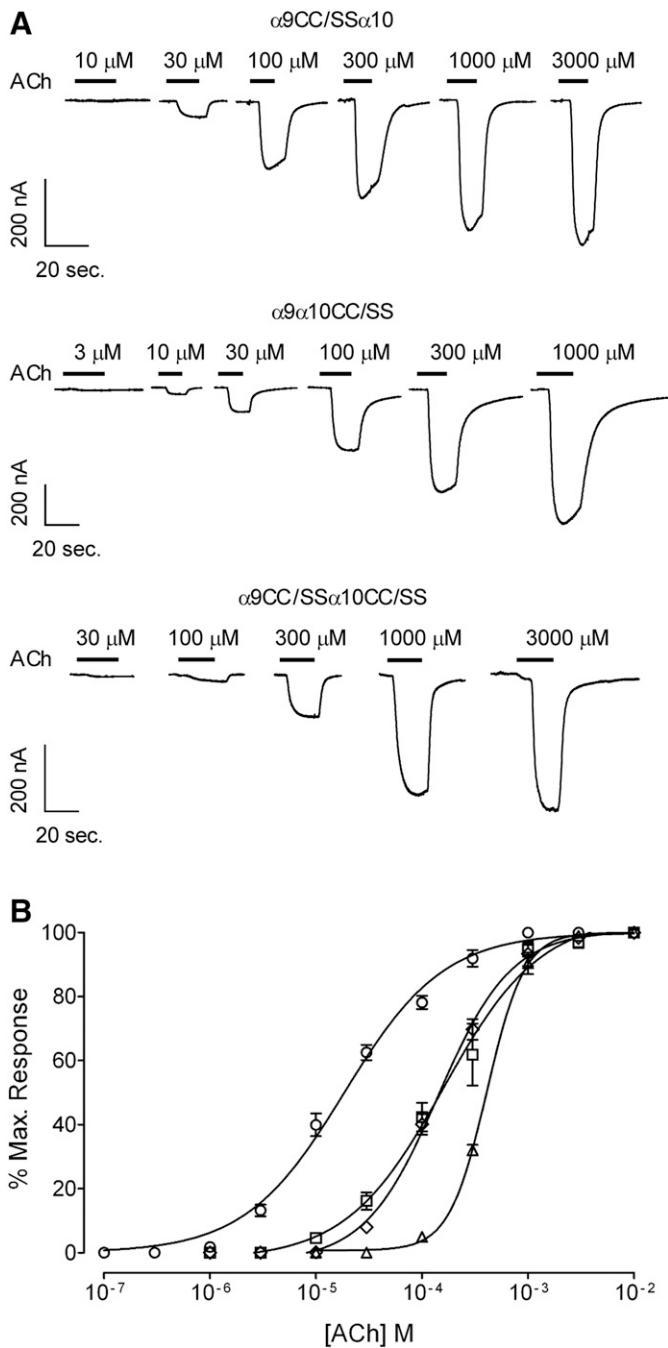 A
α9CC/SSα10
10 μM 30 μM 100 μM 300 μM 1000 μM 3000 μM
ACh
200 nA
20 sec.
α9α10CC/SS
3 μM 10 μM 30 μM 100 μM 300 μM 1000 μM
ACh
200 nA
20 sec.
α9CC/SSα10CC/SS
30 μM 100 μM 300 μM 1000 μM 3000 μM
ACh
200 nA
20 sec.
B
% Max. Response
100
80
60
40
20
0
10⁻⁷ 10⁻⁶ 10⁻⁵ 10⁻⁴ 10⁻³ 10⁻²
[ACh] M